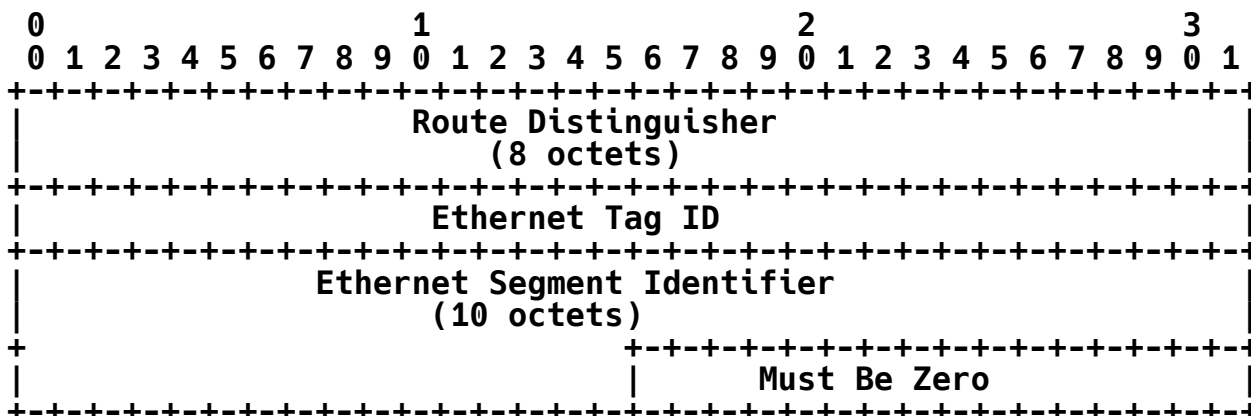 0                   1                   2                   3
0 1 2 3 4 5 6 7 8 9 0 1 2 3 4 5 6 7 8 9 0 1 2 3 4 5 6 7 8 9 0 1
+-+-+-+-+-+-+-+-+-+-+-+-+-+-+-+-+-+-+-+-+-+-+-+-+-+-+-+-+-+-+-+-+
|                    Route Distinguisher                        |
|                        (8 octets)                             |
+-+-+-+-+-+-+-+-+-+-+-+-+-+-+-+-+-+-+-+-+-+-+-+-+-+-+-+-+-+-+-+-+
|                     Ethernet Tag ID                           |
+-+-+-+-+-+-+-+-+-+-+-+-+-+-+-+-+-+-+-+-+-+-+-+-+-+-+-+-+-+-+-+-+
|               Ethernet Segment Identifier                     |
|                     (10 octets)                               |
+                               +-+-+-+-+-+-+-+-+-+-+-+-+-+-+-+-+
|                               |      Must Be Zero             |
+-+-+-+-+-+-+-+-+-+-+-+-+-+-+-+-+-+-+-+-+-+-+-+-+-+-+-+-+-+-+-+-+